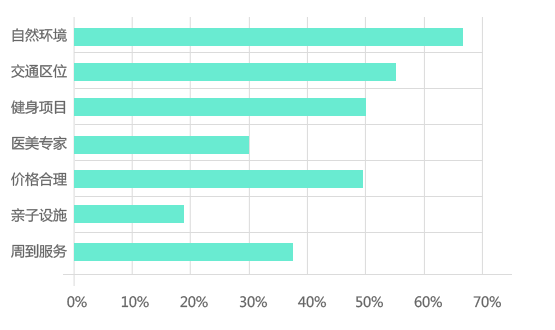 自然环境
交通区位
健身项目
医美专家
价格合理
亲子设施
周到服务
0% 10% 20% 30% 40% 50% 60% 70%